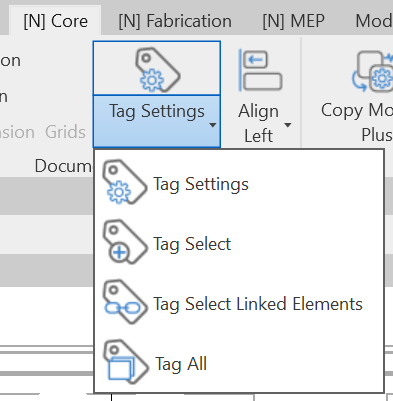 [N] Core [N] Fabrication [N] MEP Mod
on
n
sion Grids
Tag Settings
Align
Left
Copy Mo
Plus
Docum
Tag Settings
Tag Select
Tag Select Linked Elements
Tag All